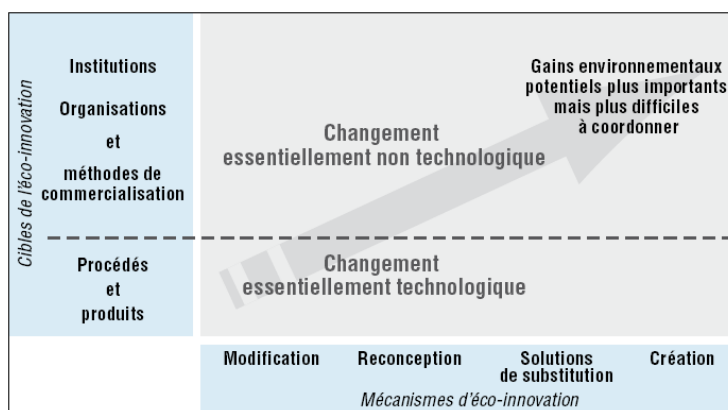 Cibles de l'éco-innovation
Institutions
Organisations
et
méthodes de
commercialisation
Procédés
et
produits
Gains environnementaux
potentiels plus importants
mais plus difficiles
à coordonner
Changement
essentiellement non technologique
Changement
essentiellement technologique
Modification
Reconception
Solutions
de substitution
Création
Mécanismes d'éco-innovation